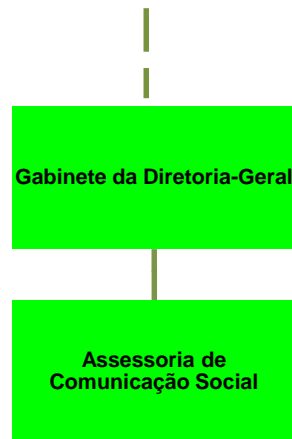 Gabinete da Diretoria-Geral
Assessoria de
Comunicação Social